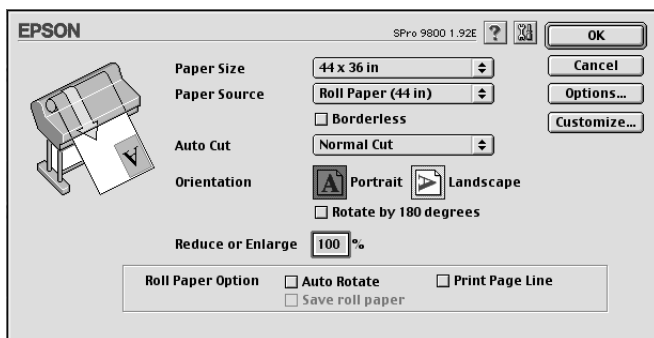 EPSON
SPro 9800 1.92E ?
OK
Paper Size 44 x 36 in
Cancel
Paper Source Roll Paper (44 in)
Options...
Borderless
Customize...
Auto Cut Normal Cut
Orientation A Portrait A Landscape
Rotate by 180 degrees
Reduce or Enlarge 100 %
Roll Paper Option Auto Rotate Print Page Line
Save roll paper
A